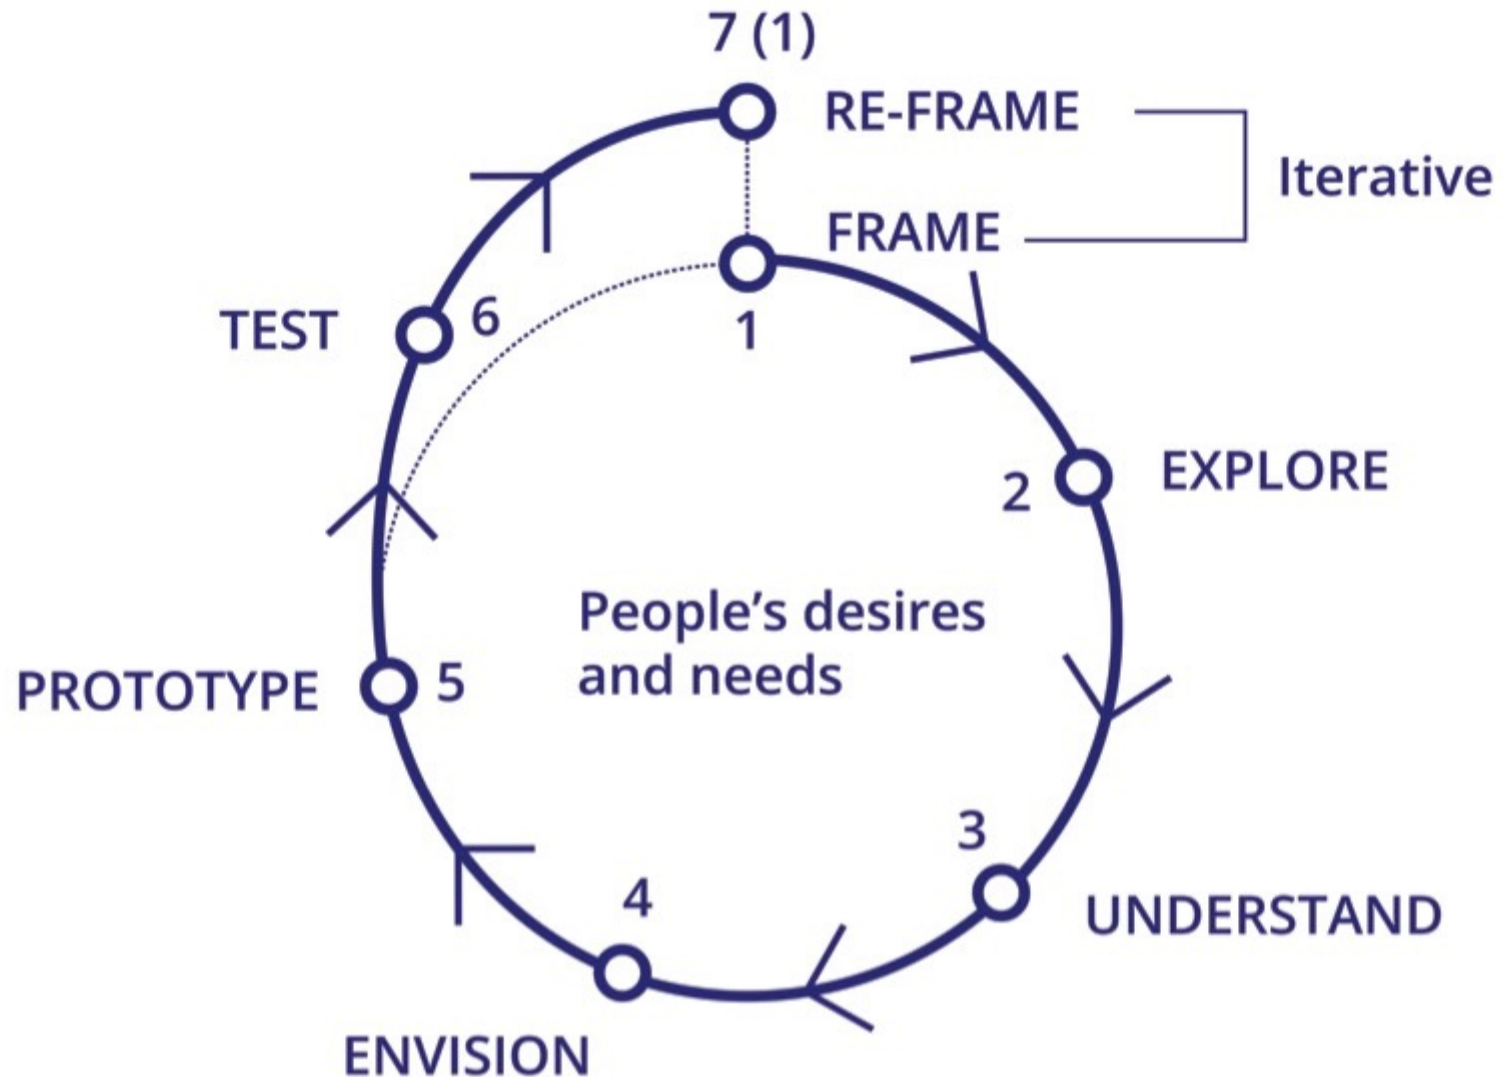 7 (1)
RE-FRAME
Iterative
FRAME
1
TEST
6
2
EXPLORE
People’s desires
and needs
PROTOTYPE
5
3
UNDERSTAND
4
ENVISION